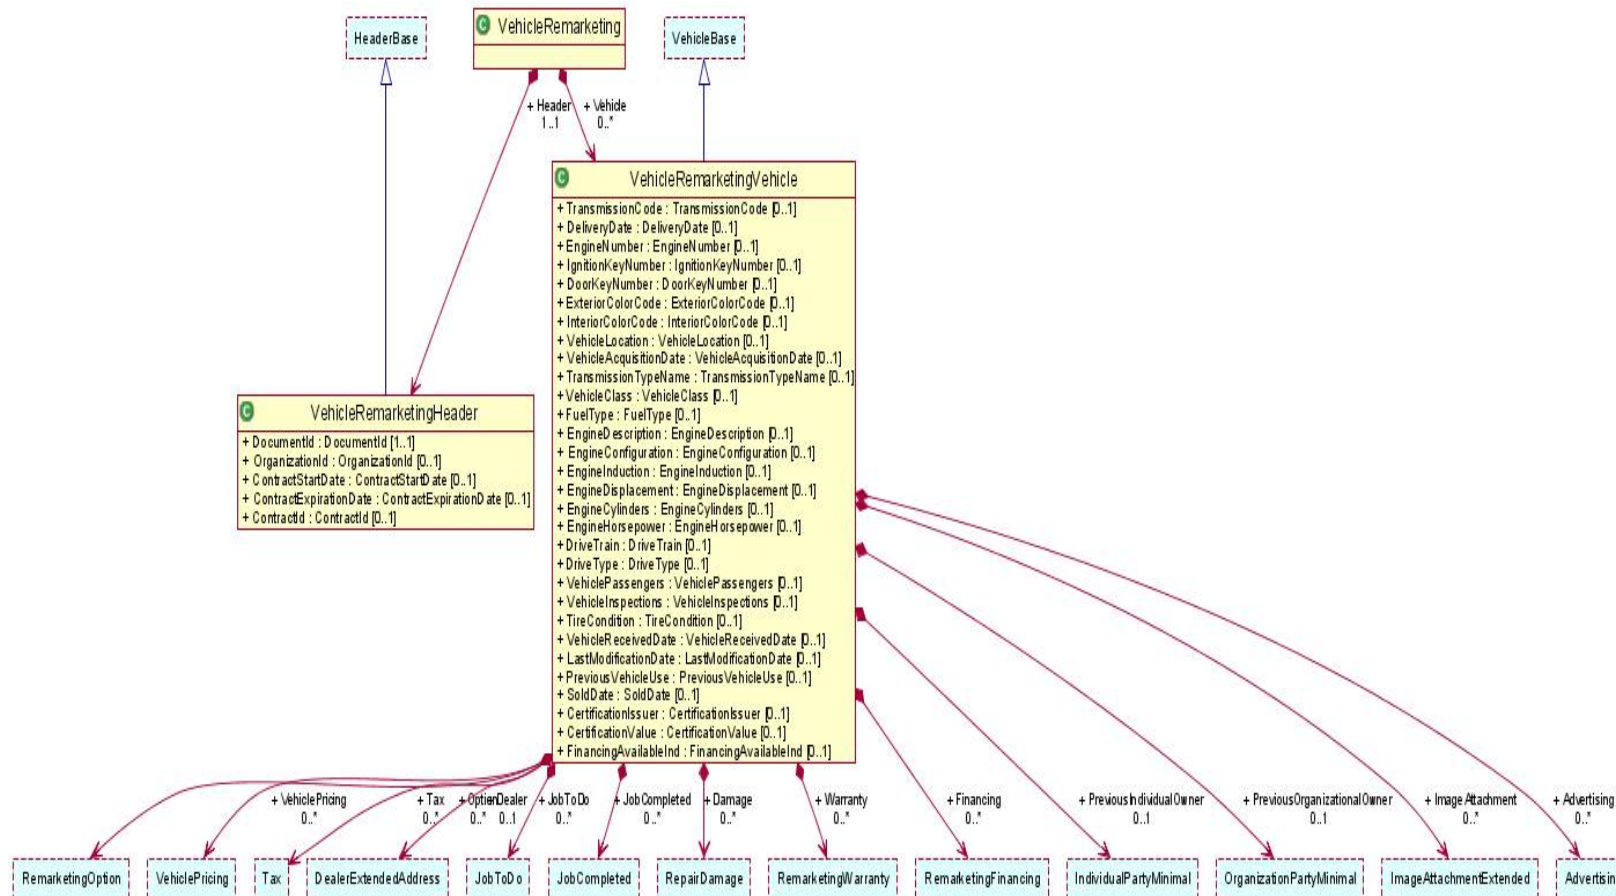 HeaderBase
C VehicleRemarketing
VehicleBase
+ Header
1..1
+ Vehicle
0..*
C VehicleRemarketingVehicle
+ TransmissionCode : TransmissionCode [0..1]
+ DeliveryDate : DeliveryDate [0..1]
+ EngineNumber : EngineNumber [0..1]
+ IgnitionKeyNumber : IgnitionKeyNumber [0..1]
+ DoorKeyNumber : DoorKeyNumber [0..1]
+ ExteriorColorCode : ExteriorColorCode [0..1]
+ InteriorColorCode : InteriorColorCode [0..1]
+ VehicleLocation : VehicleLocation [0..1]
+ VehicleAcquisitionDate : VehicleAcquisitionDate [0..1]
+ TransmissionTypeName : TransmissionTypeName [0..1]
+ VehicleClass : VehicleClass [0..1]
+ FuelType : FuelType [0..1]
+ EngineDescription : EngineDescription [0..1]
+ EngineConfiguration : EngineConfiguration [0..1]
+ EngineInduction : EngineInduction [0..1]
+ EngineDisplacement : EngineDisplacement [0..1]
+ EngineCylinders : EngineCylinders [0..1]
+ EngineHorsepower : EngineHorsepower [0..1]
+ DriveTrain : DriveTrain [0..1]
+ DriveType : DriveType [0..1]
+ VehiclePassengers : VehiclePassengers [0..1]
+ VehicleInspections : VehicleInspections [0..1]
+ TireCondition : TireCondition [0..1]
+ VehicleReceivedDate : VehicleReceivedDate [0..1]
+ LastModificationDate : LastModificationDate [0..1]
+ PreviousVehicleUse : PreviousVehicleUse [0..1]
+ SoldDate : SoldDate [0..1]
+ CertificationIssuer : CertificationIssuer [0..1]
+ CertificationValue : CertificationValue [0..1]
+ FinancingAvailableInd : FinancingAvailableInd [0..1]
C VehicleRemarketingHeader
+ DocumentId : DocumentId [1..1]
+ OrganizationId : OrganizationId [0..1]
+ ContractStartDate : ContractStartDate [0..1]
+ ContractExpirationDate : ContractExpirationDate [0..1]
+ ContractId : ContractId [0..1]
+ VehiclePricing
0..*
+ Tax
0..*
+ Option
0..*
+ Dealer
0..1
+ JobToDo
0..*
+ JobCompleted
0..*
+ Damage
0..*
+ Warranty
0..*
+ Financing
0..*
+ PreviousIndividualOwner
0..1
+ PreviousOrganizationalOwner
0..1
+ ImageAttachment
0..*
+ Advertising
0..*
RemarketingOption
VehiclePricing
Tax
DealerExtendedAddress
JobToDo
JobCompleted
RepairDamage
RemarketingWarranty
RemarketingFinancing
IndividualPartyMinimal
OrganizationPartyMinimal
ImageAttachmentExtended
Advertisin